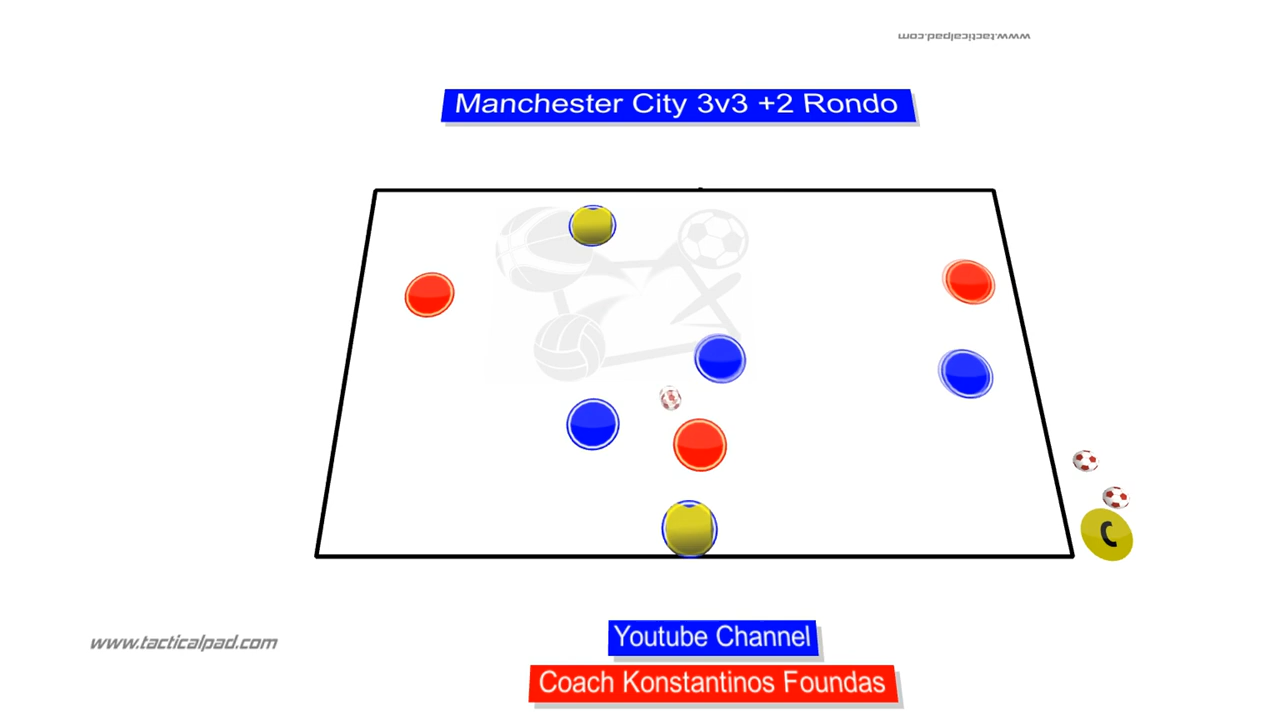 www.tacticalpad.com
Manchester City 3v3 +2 Rondo
C
www.tacticalpad.com
Youtube Channel
Coach Konstantinos Foundas